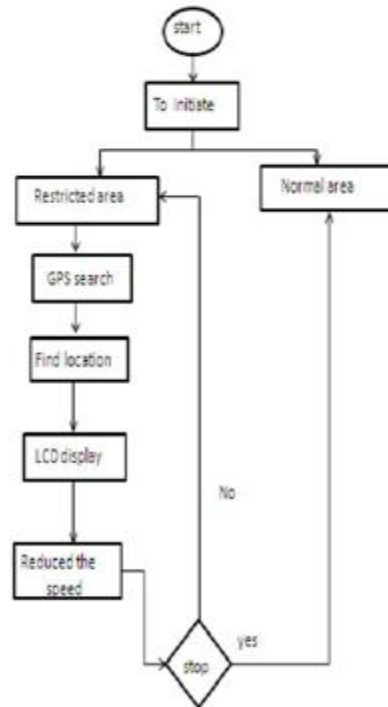 start
To Initiate
Restricted area
Normal area
GPS search
Find location
LCD display
No
Reduced the
speed
yes
stop